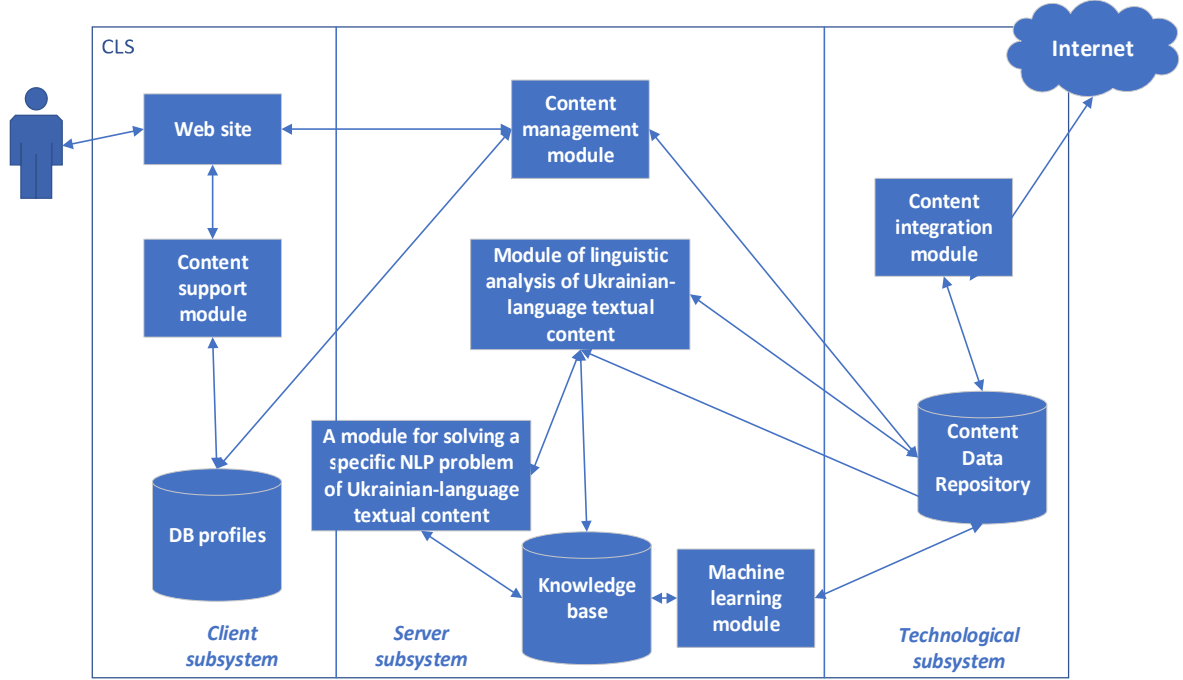 CLS
Internet
Web site
Content
management
module
Content
integration
module
Content
support
module
Module of linguistic
analysis of Ukrainian-
language textual
content
A module for solving a
specific NLP problem
of Ukrainian-language
textual content
Content
Data
Repository
DB profiles
Knowledge
base
Machine
learning
module
Client
subsystem
Server
subsystem
Technological
subsystem